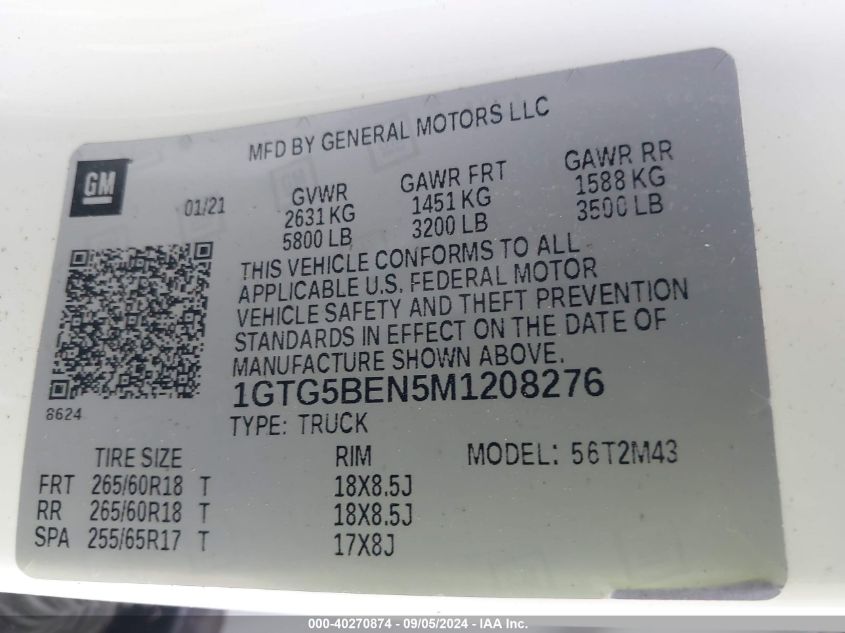 MFD BY GENERAL MOTORS LLC
GM
01/21
GVWR
2631 KG
5800 LB
GAWR FRT
1451 KG
3200 LB
GAWR RR
1588 KG
3500 LB
THIS VEHICLE CONFORMS TO ALL
APPLICABLE U.S. FEDERAL MOTOR
VEHICLE SAFETY AND THEFT PREVENTION
STANDARDS IN EFFECT ON THE DATE OF
MANUFACTURE SHOWN ABOVE.
1GTG5BEN5M1208276
8624
TYPE: TRUCK
TIRE SIZE RIM MODEL: 56T2M43
FRT 265/60R18 T 18X8.5J
RR 265/60R18 T 18X8.5J
SPA 255/65R17 T 17X8J
000-40270874 - 09/05/2024 - IAA Inc.